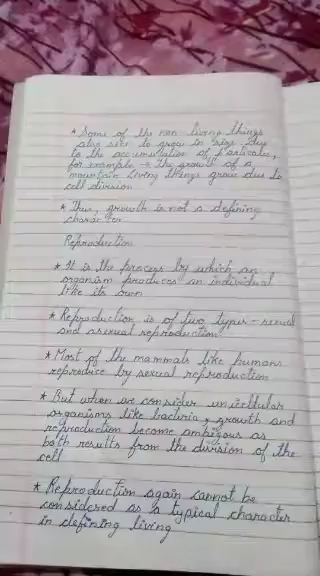 * Some of the non living things
also seen to grow in size due
to the accumulation of particales,
for example → the growth of a
mountain living things grow due to
cell division
* Thus, growth is not a defining
character
Reproduction
* It is the process by which an
organism produces an individual
like its own
* Reproduction is of two types - sexual
and asexual reproduction.
* Most of the mammals like humans
reproduce by sexual reproduction
* But when we consider unicellular
organisms like bacteria, growth and
reproduction become ambigous as
both results from the division of the
cell
* Reproduction again cannot be
considered as a typical character
in defining living